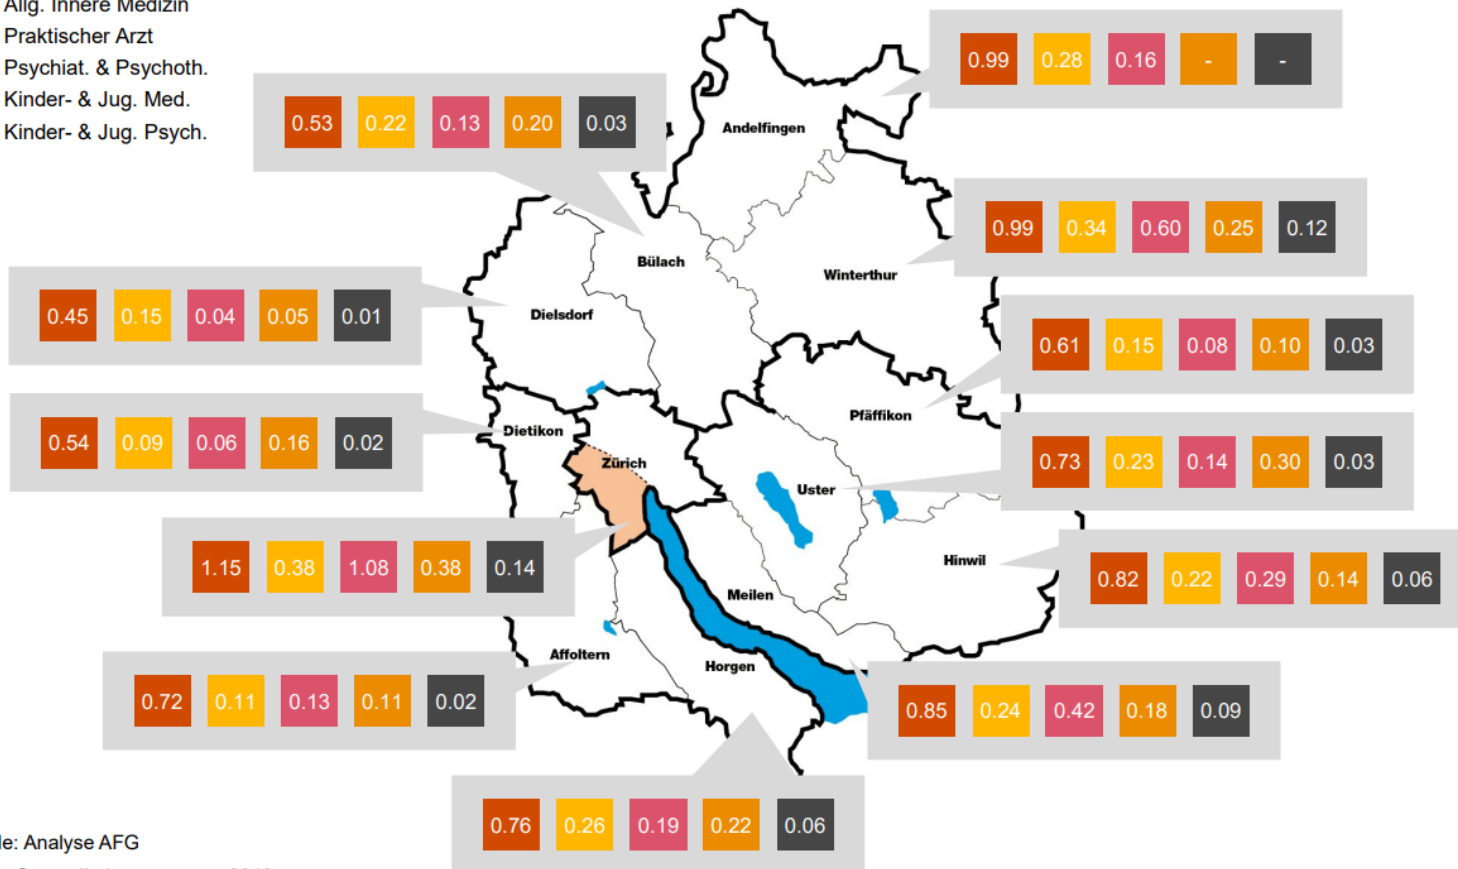 Allg. Innere Medizin
Praktischer Arzt
Psychiat. & Psychoth.
Kinder- & Jug. Med.
Kinder- & Jug. Psych.
0.99 0.28 0.16 - -
0.53 0.22 0.13 0.20 0.03
Andelfingen
0.99 0.34 0.60 0.25 0.12
Bülach
Winterthur
0.45 0.15 0.04 0.05 0.01
Dielsdorf
0.61 0.15 0.08 0.10 0.03
Pfäffikon
0.54 0.09 0.06 0.16 0.02
Dietikon
Zürich
0.73 0.23 0.14 0.30 0.03
Uster
1.15 0.38 1.08 0.38 0.14
Hinwil
0.82 0.22 0.29 0.14 0.06
Meilen
Affoltern
Horgen
0.72 0.11 0.13 0.11 0.02
0.85 0.24 0.42 0.18 0.09
0.76 0.26 0.19 0.22 0.06
le: Analyse AFG